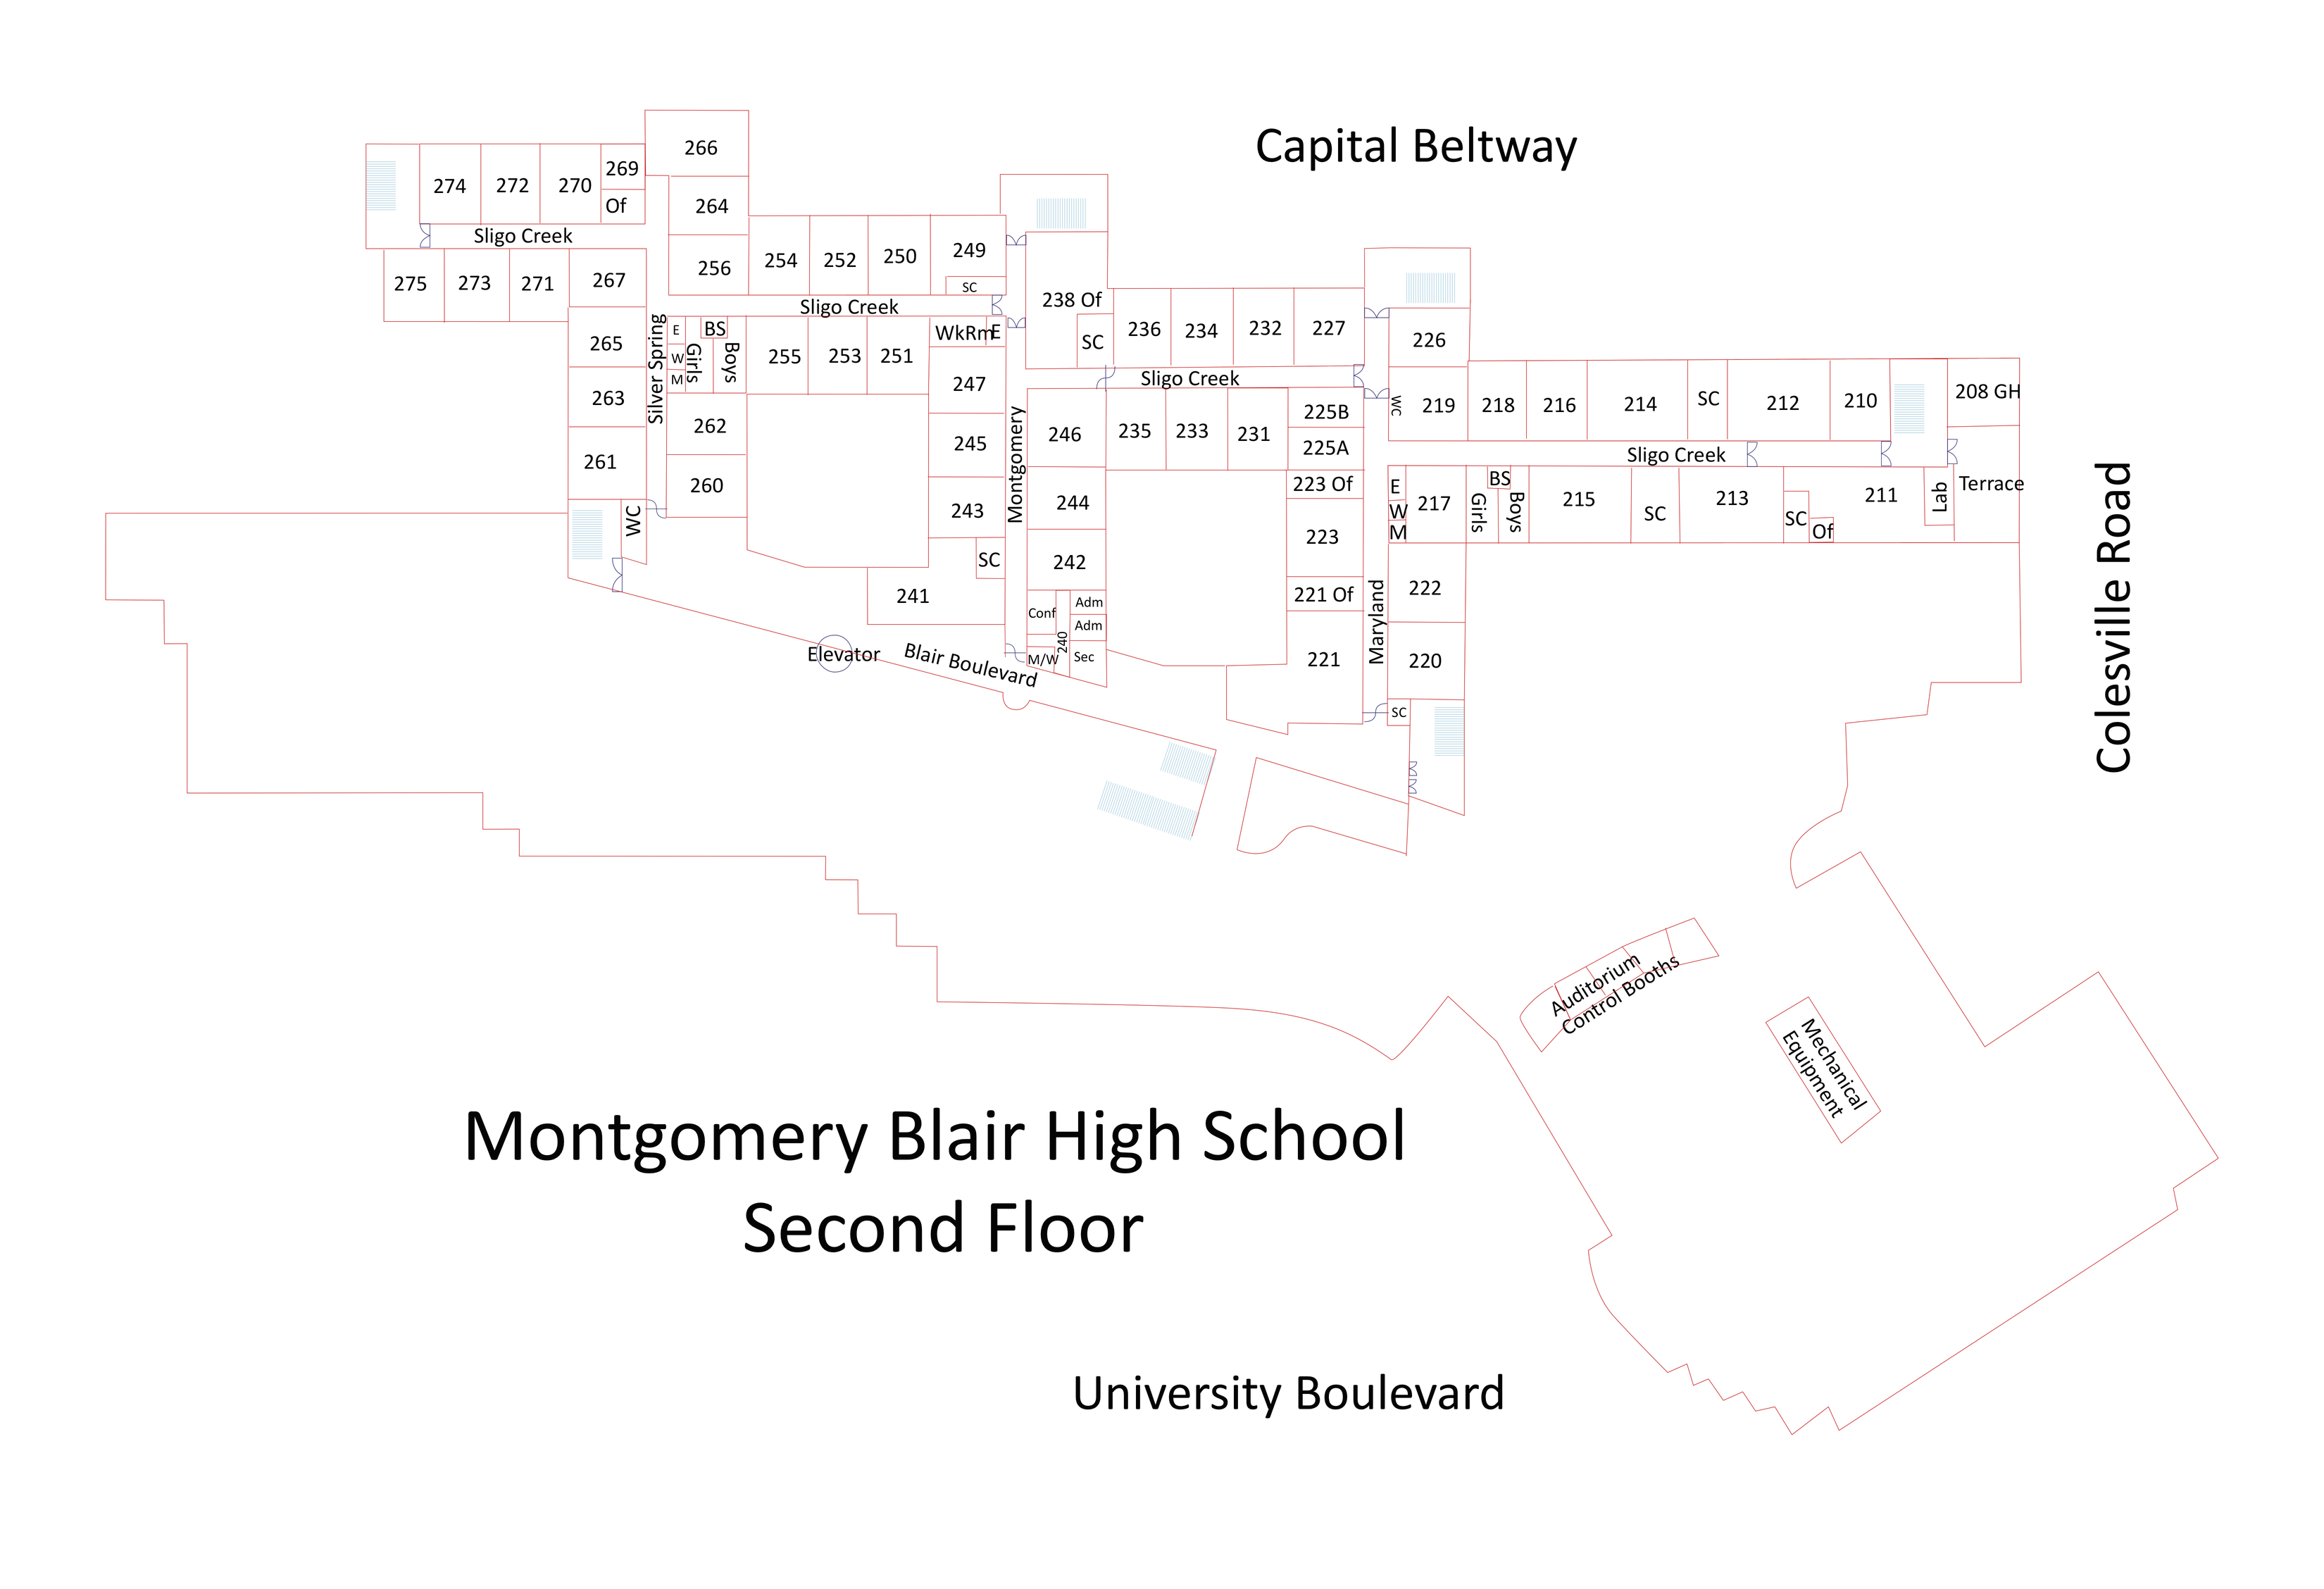 Capital Beltway
266
269
274
272
270
Of
264
Sligo Creek
249
254
252
250
256
267
275
273
271
SC
238 Of
Sligo Creek
236
234
232
227
SC
226
Silver Spring
E
BS
WkRm
E
265
W
Girls
Boys
255
253
251
M
247
Sligo Creek
263
262
WC
219
218
216
214
SC
212
210
208 GH
225B
246
235
233
231
245
225A
261
Montgomery
Sligo Creek
260
223 Of
E
BS
Terrace
244
243
WC
W
217
Girls
Boys
215
SC
213
SC
211
Lab
M
Of
223
SC
242
241
221 Of
222
Conf
Adm
Adm
240
Maryland
Colesville Road
Elevator
Blair Boulevard
M/W
Sec
221
220
SC
Auditorium
Control Booths
Mechanical
Equipment
Montgomery Blair High School
Second Floor
University Boulevard